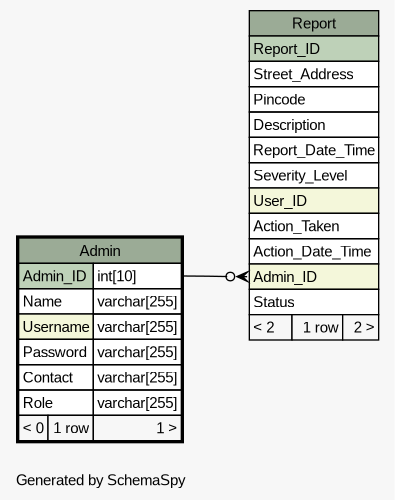 Report
Report_ID
Street_Address
Pincode
Description
Report_Date_Time
Severity_Level
User_ID
Action_Taken
Action_Date_Time
Admin_ID
Status
< 2 1 row 2 >
Admin
Admin_ID int[10]
Name varchar[255]
Username varchar[255]
Password varchar[255]
Contact varchar[255]
Role varchar[255]
< 0 1 row 1 >
Generated by SchemaSpy